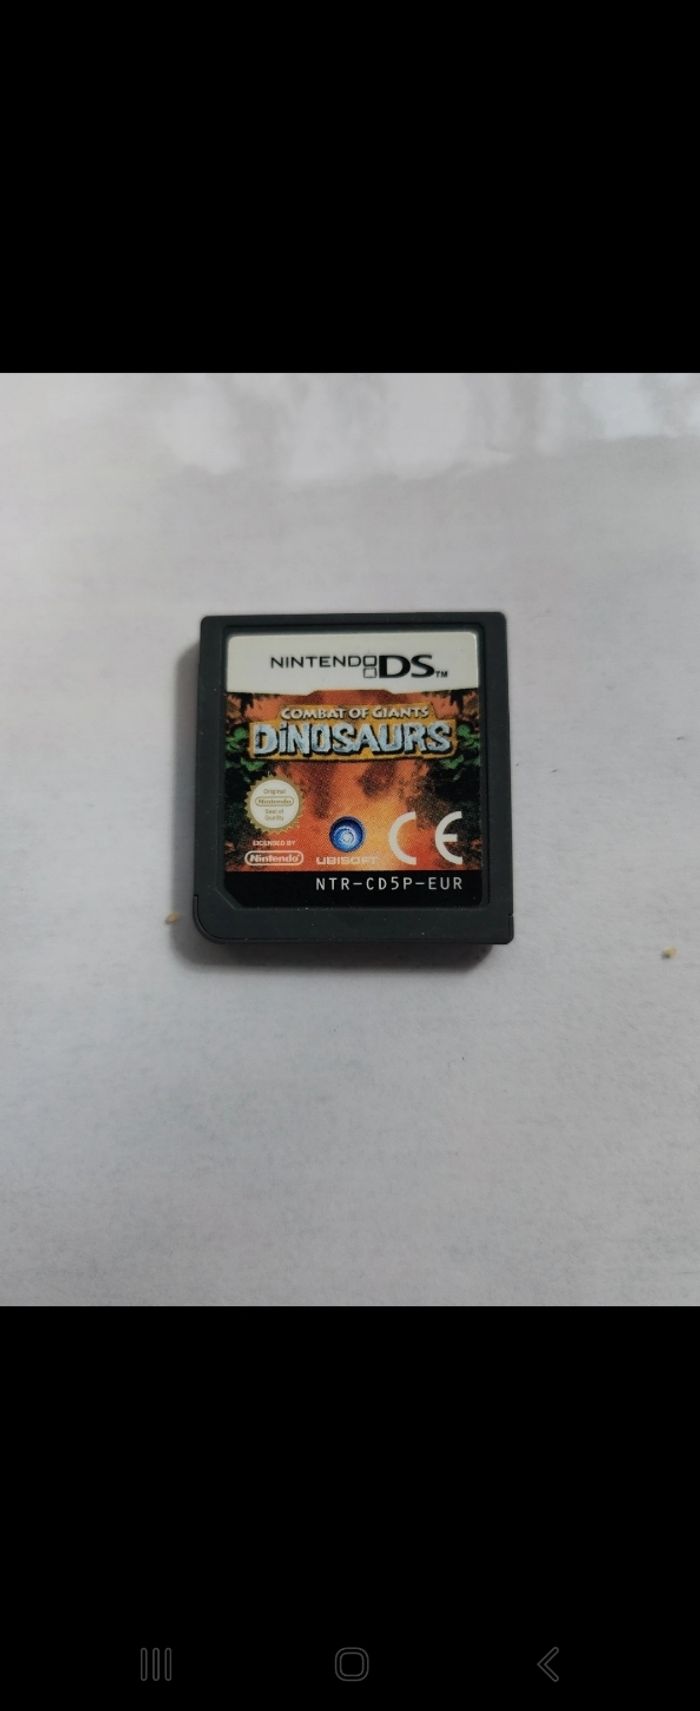 NINTENDO DS TM
COMBAT OF GIANTS
DINOSAURS
Original
Nintendo
Seal of
Quality
LICENSED BY
Nintendo
UBISOFT
CE
NTR-CD5P-EUR